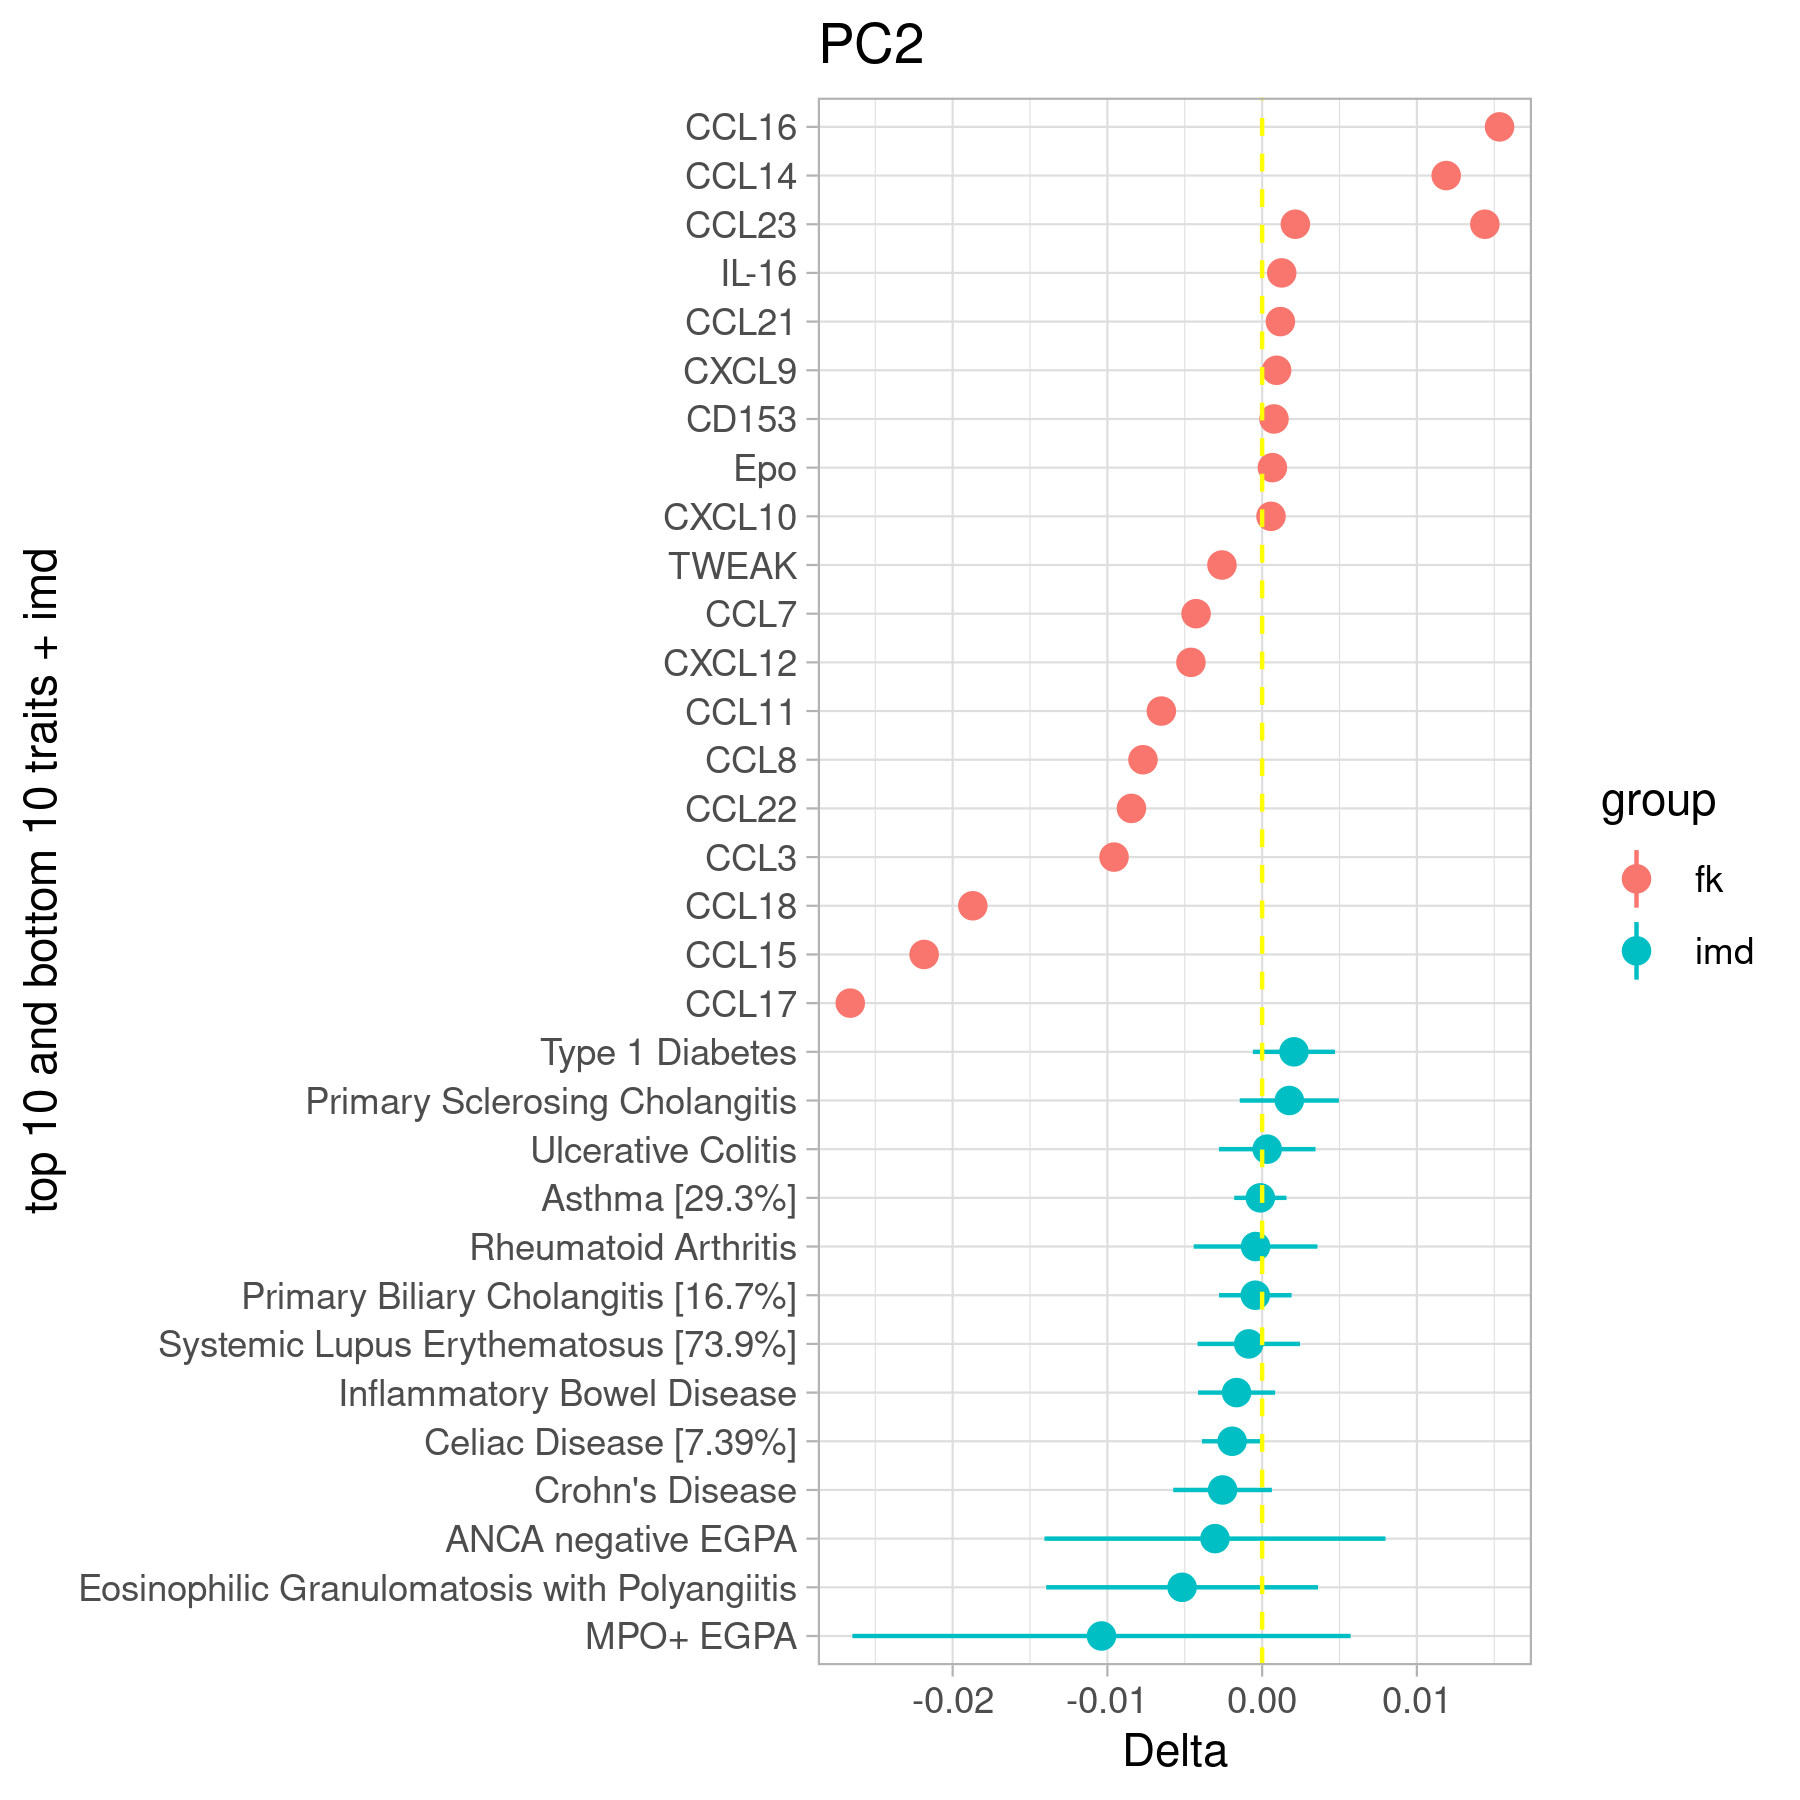 PC2
top 10 and bottom 10 traits + imd
CCL16
CCL14
CCL23
IL-16
CCL21
CXCL9
CD153
Epo
CXCL10
TWEAK
CCL7
CXCL12
CCL11
CCL8
CCL22
CCL3
CCL18
CCL15
CCL17
Type 1 Diabetes
Primary Sclerosing Cholangitis
Ulcerative Colitis
Asthma [29.3%]
Rheumatoid Arthritis
Primary Biliary Cholangitis [16.7%]
Systemic Lupus Erythematosus [73.9%]
Inflammatory Bowel Disease
Celiac Disease [7.39%]
Crohn's Disease
ANCA negative EGPA
Eosinophilic Granulomatosis with Polyangiitis
MPO+ EGPA
-0.02 -0.01 0.00 0.01
Delta
group
fk
imd